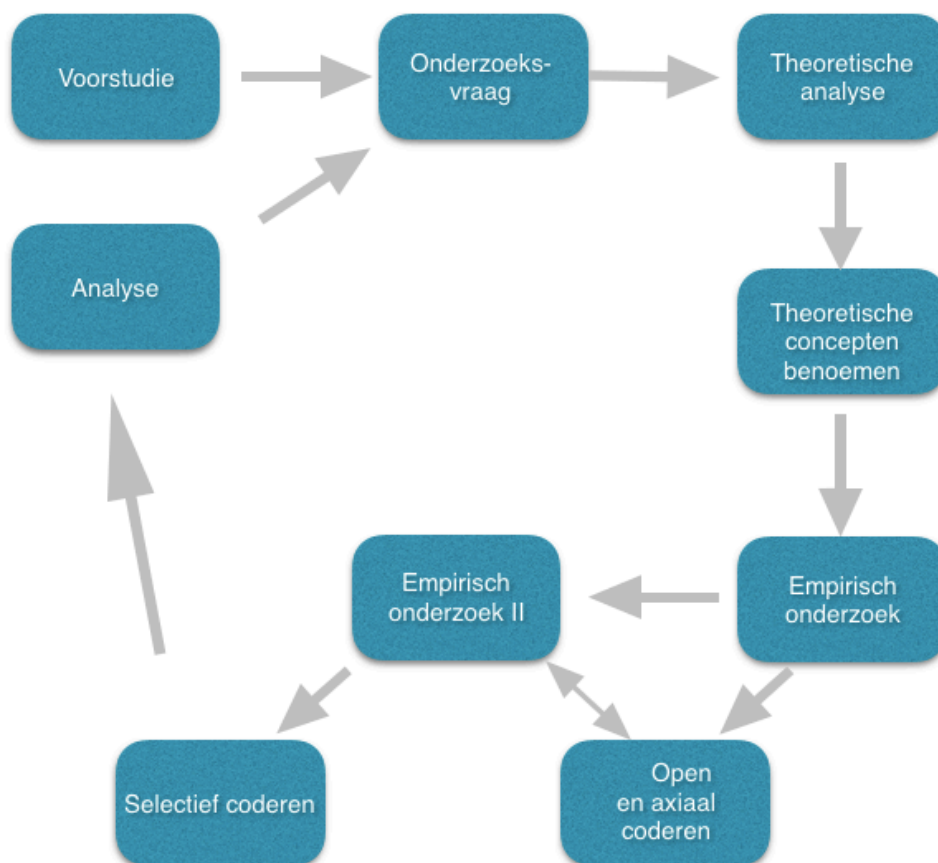 Voorstudie
Onderzoeks-
vraag
Theoretische
analyse
Analyse
Theoretische
concepten
benoemen
Empirisch
onderzoek II
Empirisch
onderzoek
Selectief coderen
Open
en axiaal
coderen